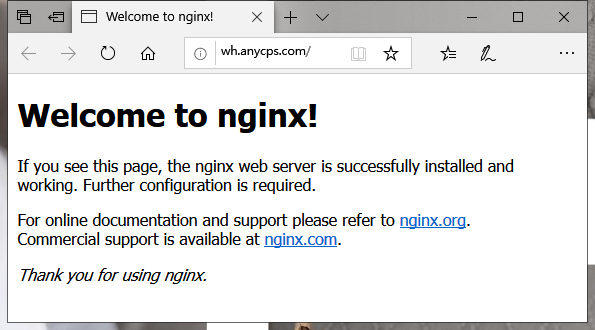 Welcome to nginx!
wh.anycps.com/
Welcome to nginx!
If you see this page, the nginx web server is successfully installed and
working. Further configuration is required.
For online documentation and support please refer to nginx.org.
Commercial support is available at nginx.com.
Thank you for using nginx.